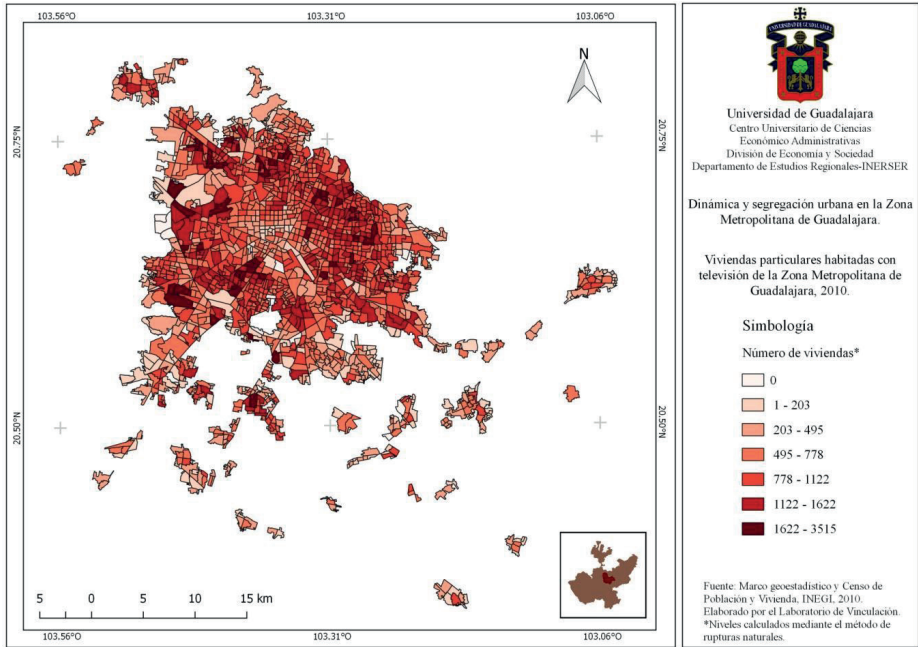 103.56°O 103.31°O 103.06°O
20.75°N 20.75°N
20.50°N 20.50°N
N
5 0 5 10 15 km
103.56°O 103.31°O 103.06°O
Universidad de Guadalajara
Centro Universitario de Ciencias
Económico Administrativas
División de Economía y Sociedad
Departamento de Estudios Regionales-INERSER
Dinámica y segregación urbana en la Zona
Metropolitana de Guadalajara.
Viviendas particulares habitadas con
televisión de la Zona Metropolitana de
Guadalajara, 2010.
Simbología
Número de viviendas*
0
1 - 203
203 - 495
495 - 778
778 - 1122
1122 - 1622
1622 - 3515
Fuente: Marco geoestadístico y Censo de
Población y Vivienda, INEGI, 2010.
Elaborado por el Laboratorio de Vinculación.
*Niveles calculados mediante el método de
rupturas naturales.